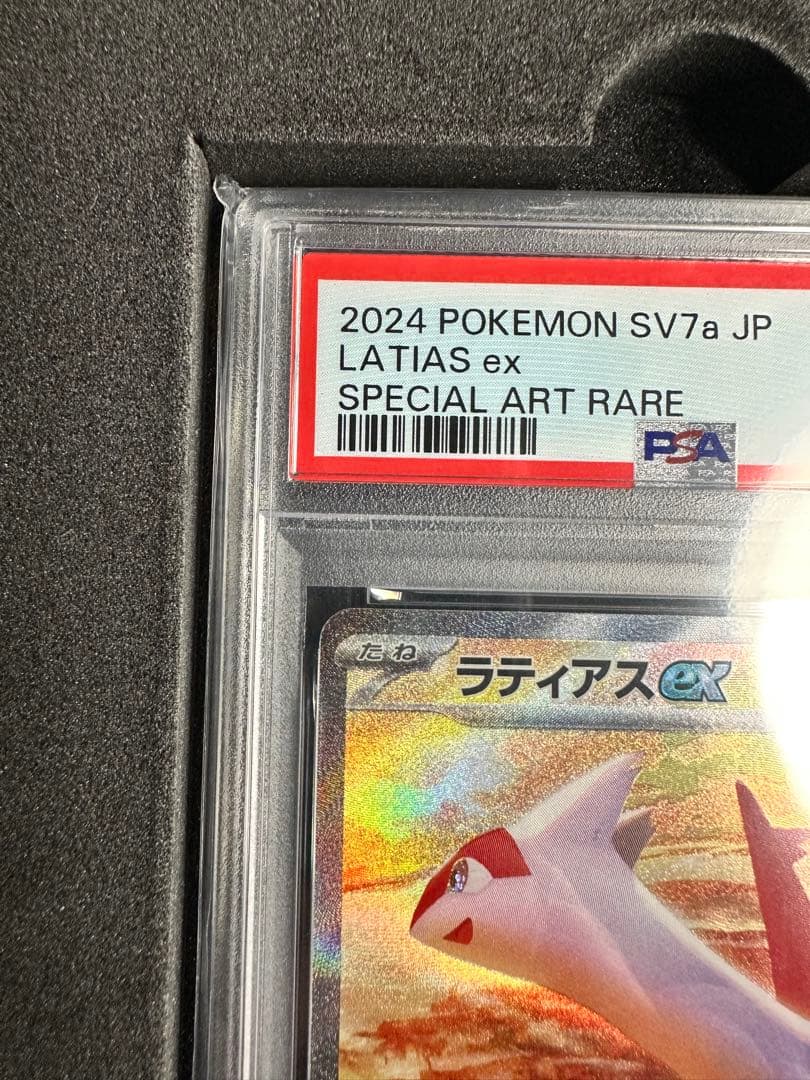 2024 POKEMON SV7a JP
LATIAS ex
SPECIAL ART RARE
PSA
たね
ラティアスex